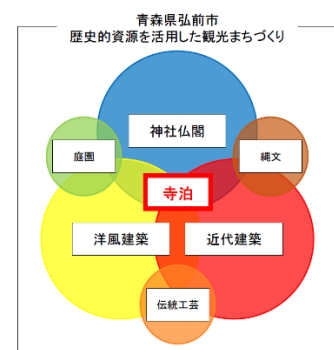 青森県弘前市
歴史的資源を活用した観光まちづくり
神社仏閣
庭園
縄文
寺泊
洋風建築
近代建築
伝統工芸